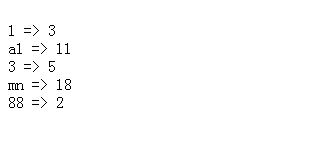 1 => 3
a1 => 11
3 => 5
mn => 18
88 => 2